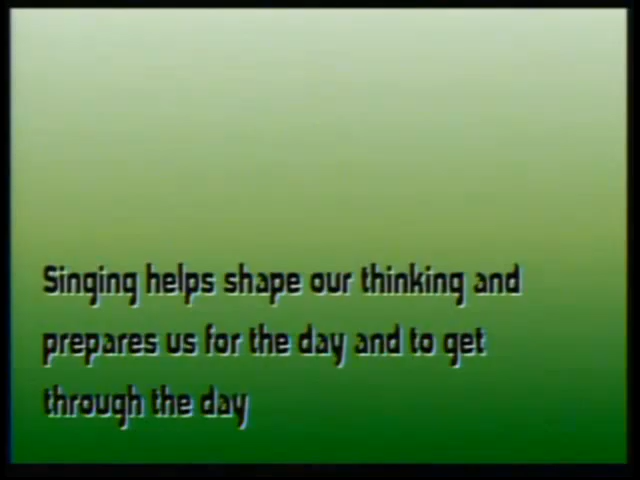 Singing helps shape our thinking and
prepares us for the day and to get
through the day